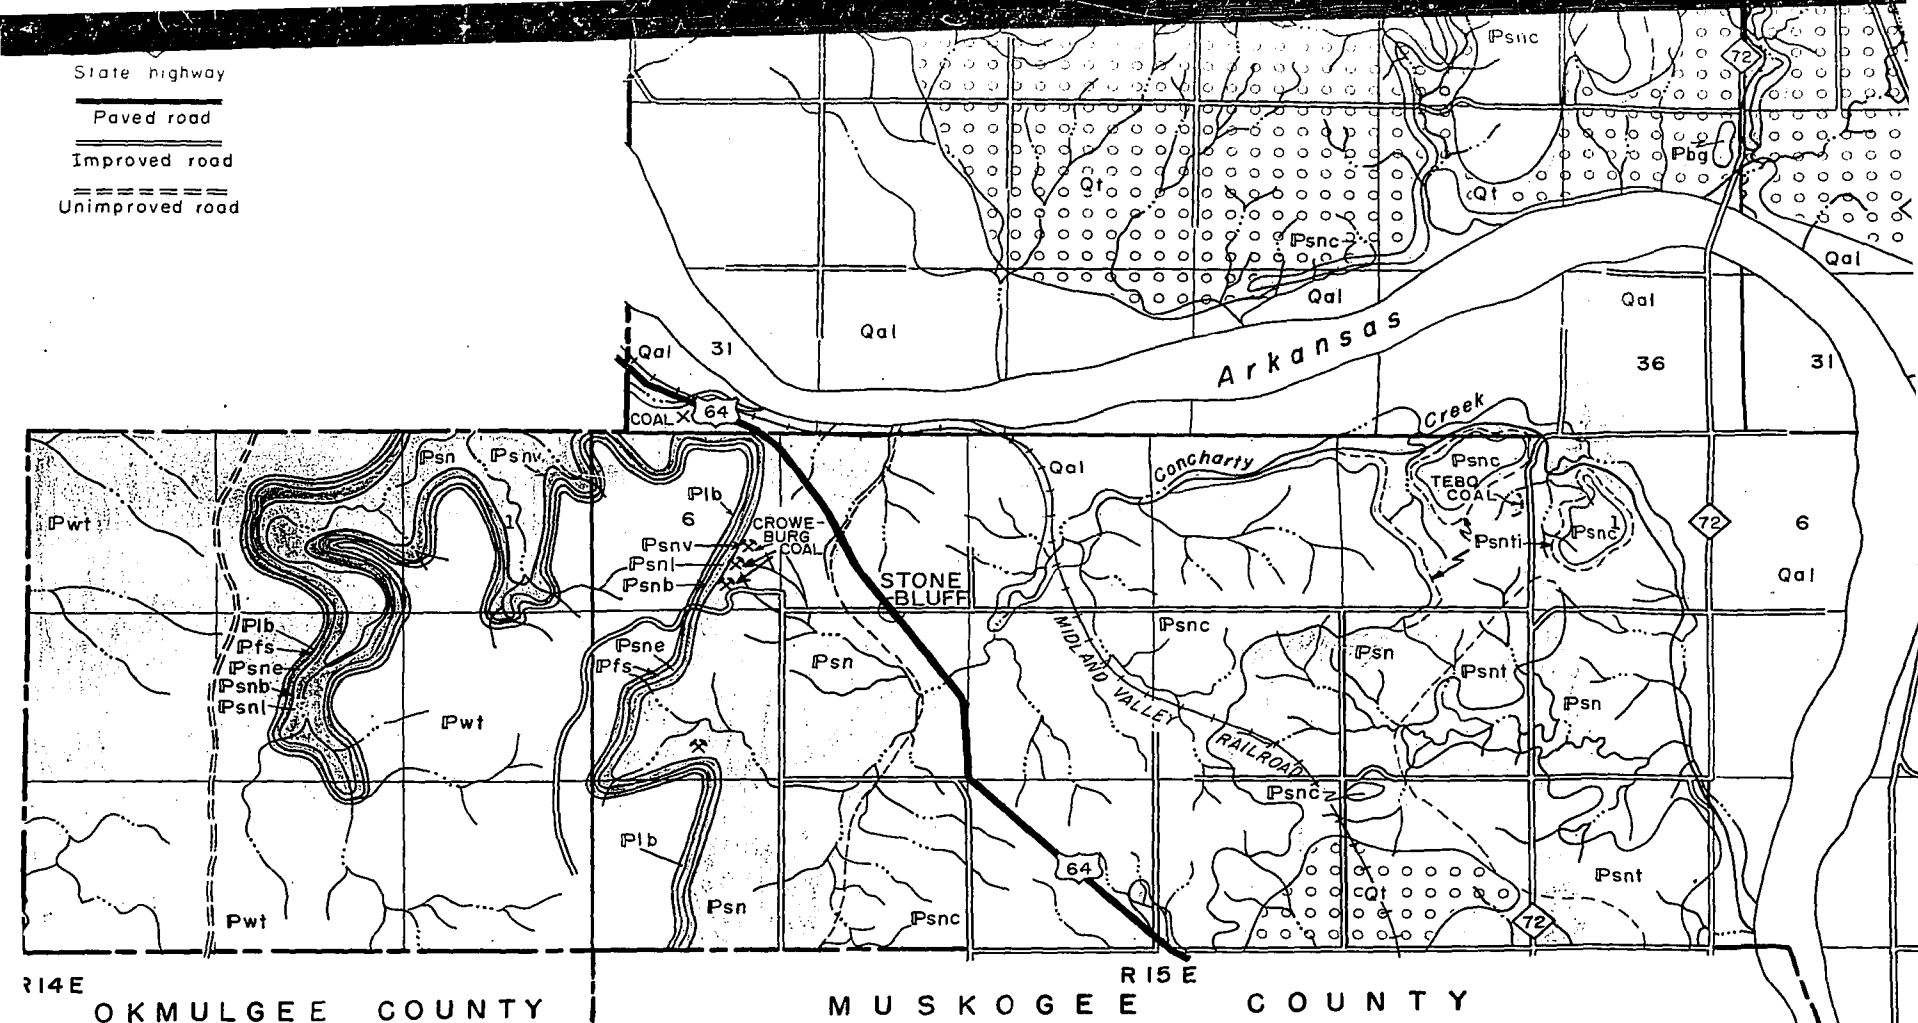 State highway
Paved road
Improved road
Unimproved road
Psnc
72
Pbg
Qt
Qt
Psnc
Qal
Qal
Qal
Qal
Qal
31
36
31
Arkansas
COAL
64
Creek
Concharty
Qal
Psn
Psnv
Pwt
1
Plb
6
CROWE-
BURG
COAL
Psnv
Psnl
Psnb
STONE
BLUFF
Psnc
TEBO
COAL
Psnti
Psnc
1
72
6
Qal
Plb
Pfs
Psne
Psnb
Psnl
Pwt
Psne
Pfs
Psn
Psnc
MIDLAND VALLEY
RAILROAD
Psn
Psnt
Psn
Psnc
Plb
64
Qt
Psnt
72
Pwt
Psn
Psnc
R14E
R 15 E
OKMULGEE COUNTY
MUSKOGEE COUNTY